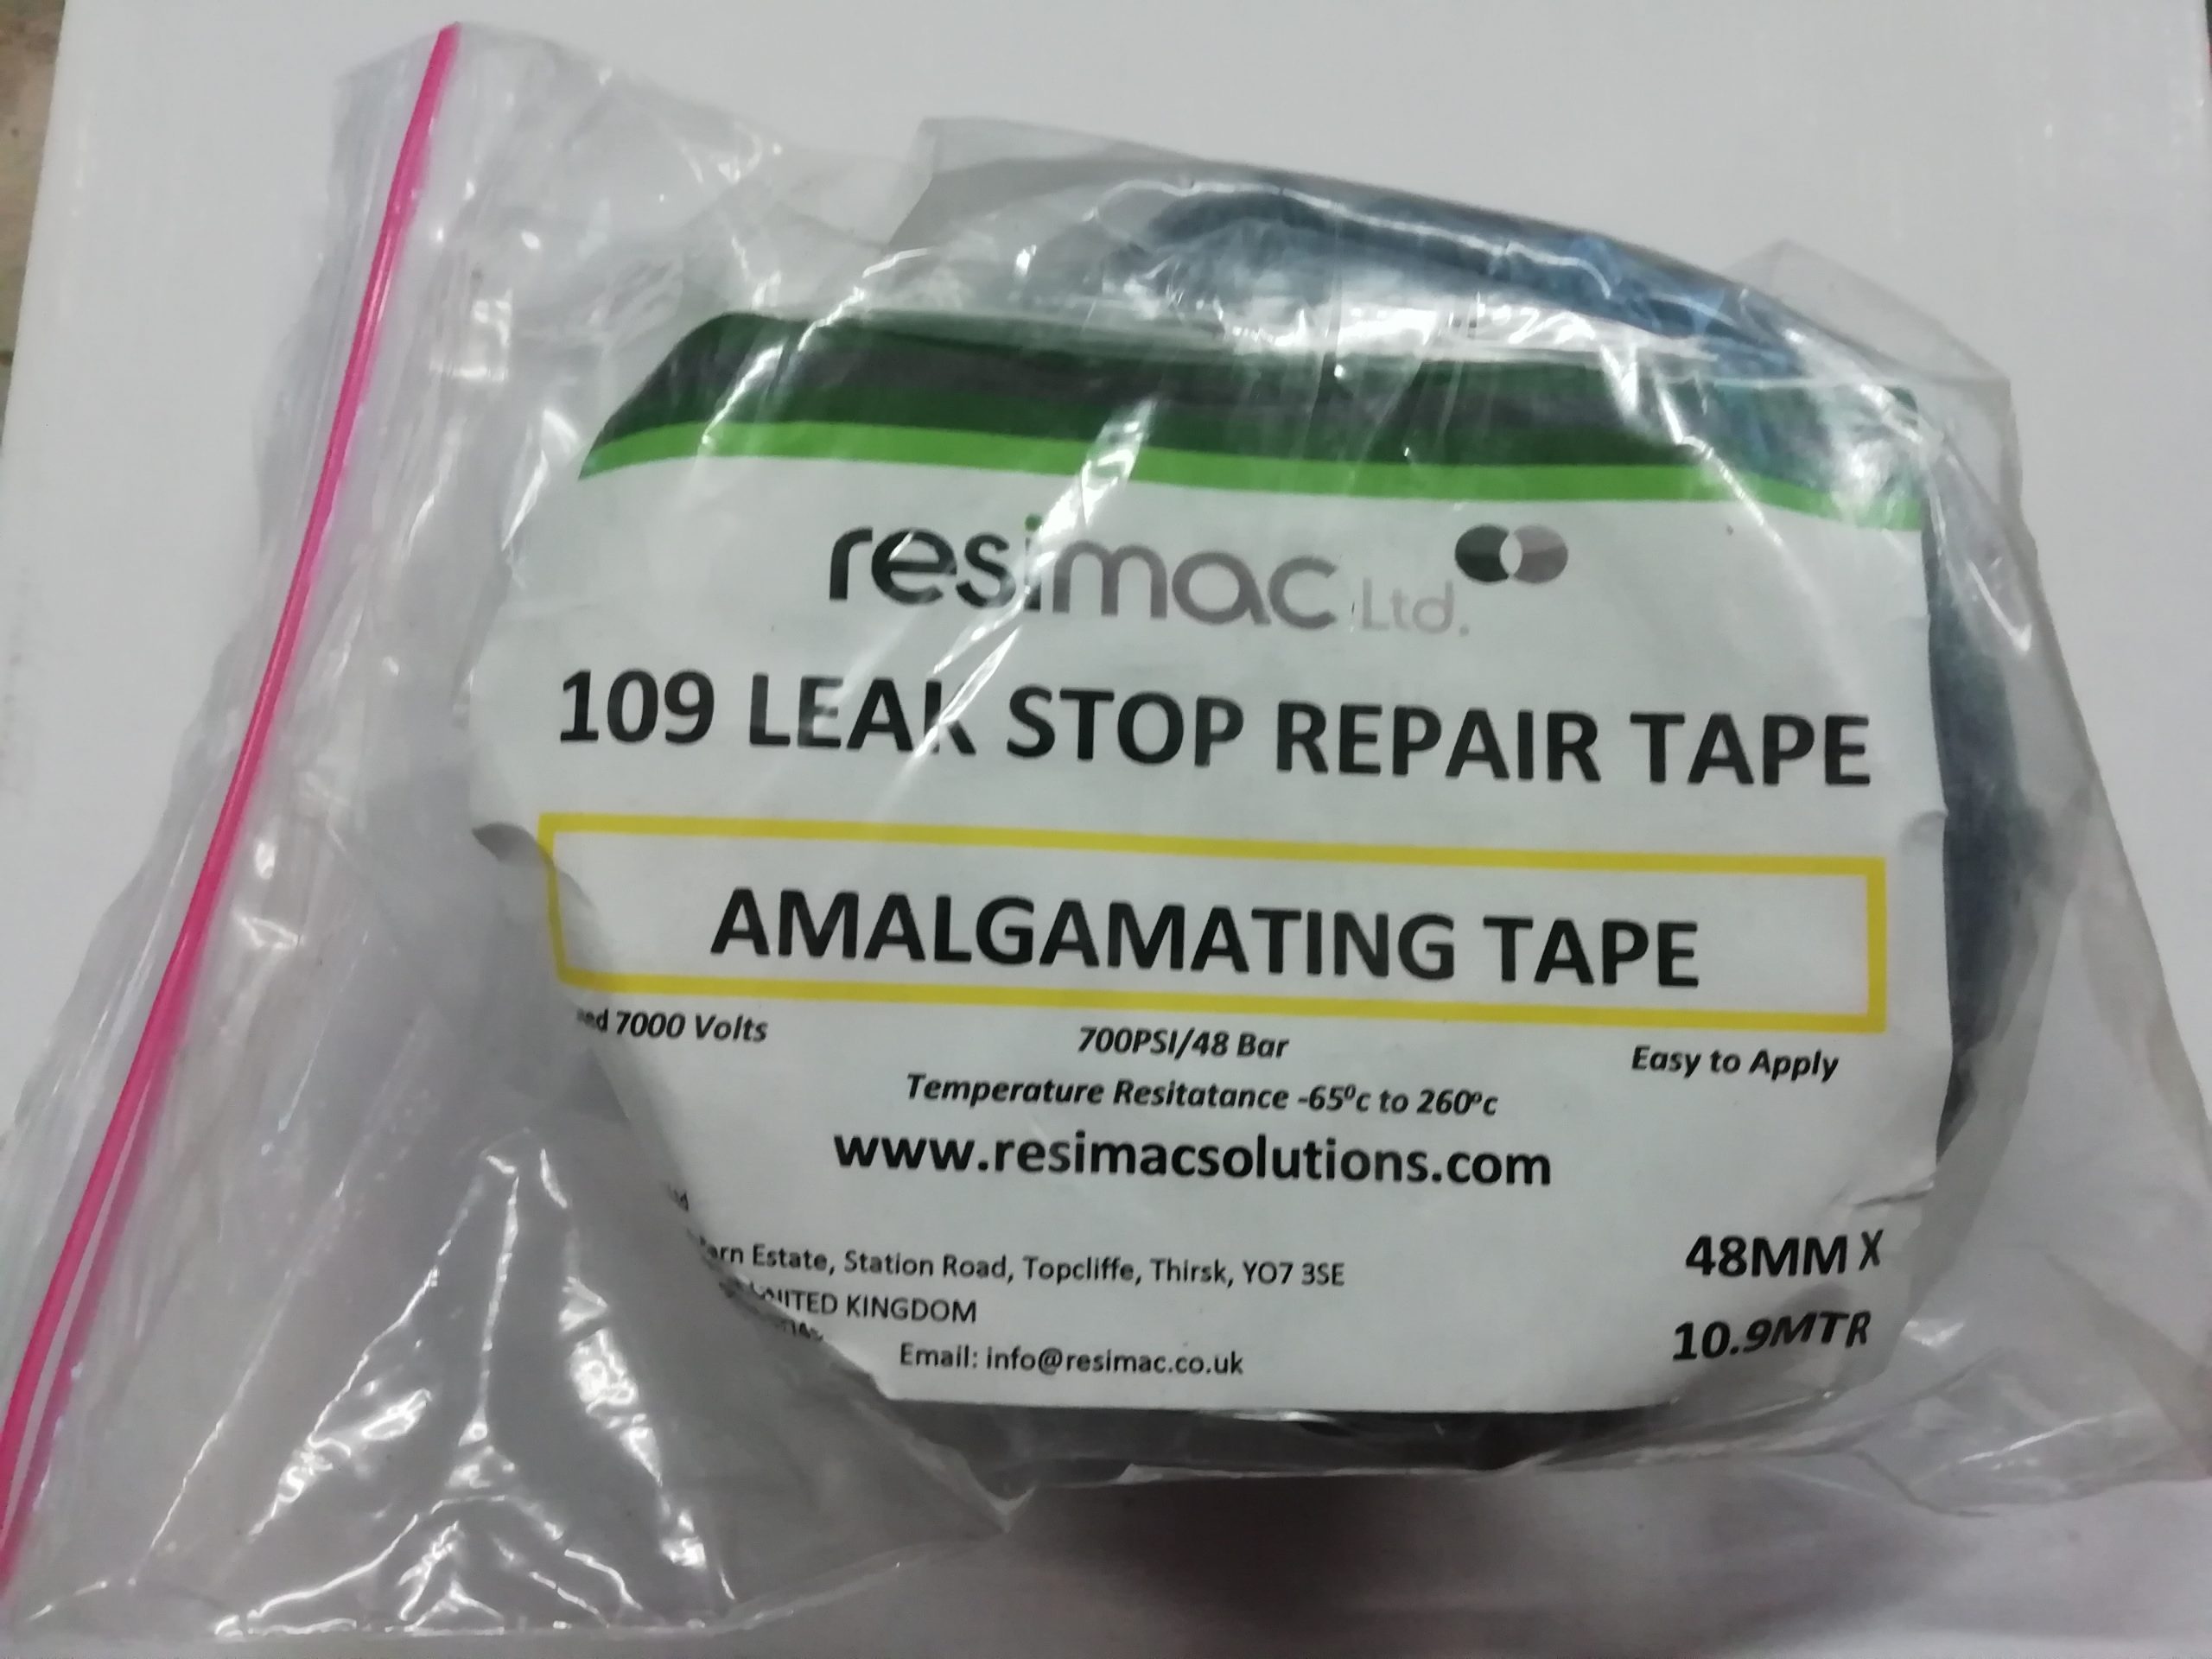 resimac Ltd.
109 LEAK STOP REPAIR TAPE
AMALGAMATING TAPE
7000 Volts 700PSI/48 Bar Easy to Apply
Temperature Resitatance -65ºc to 260ºc
www.resimacsolutions.com
Estate, Station Road, Topcliffe, Thirsk, YO7 3SE
UNITED KINGDOM
Email: info@resimac.co.uk
48MM X
10.9MTR